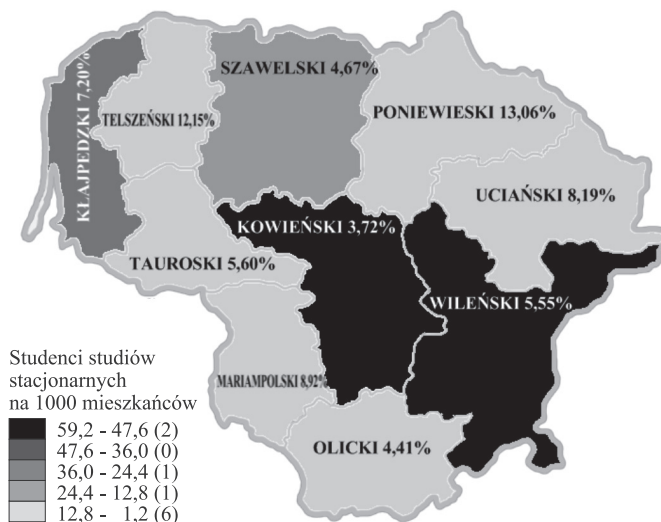 SZAWELSKI 4,67%
KŁAJPEDZKI 7,20%
TELSZEŃSKI 12,15%
PONIEWIESKI 13,06%
UCIAŃSKI 8,19%
KOWIEŃSKI 3,72%
TAUROSKI 5,60%
WILEŃSKI 5,55%
MARIAMPOLSKI 8,92%
OLICKI 4,41%
Studenci studiów
stacjonarnych
na 1000 mieszkańców
59,2 - 47,6 (2)
47,6 - 36,0 (0)
36,0 - 24,4 (1)
24,4 - 12,8 (1)
12,8 - 1,2 (6)